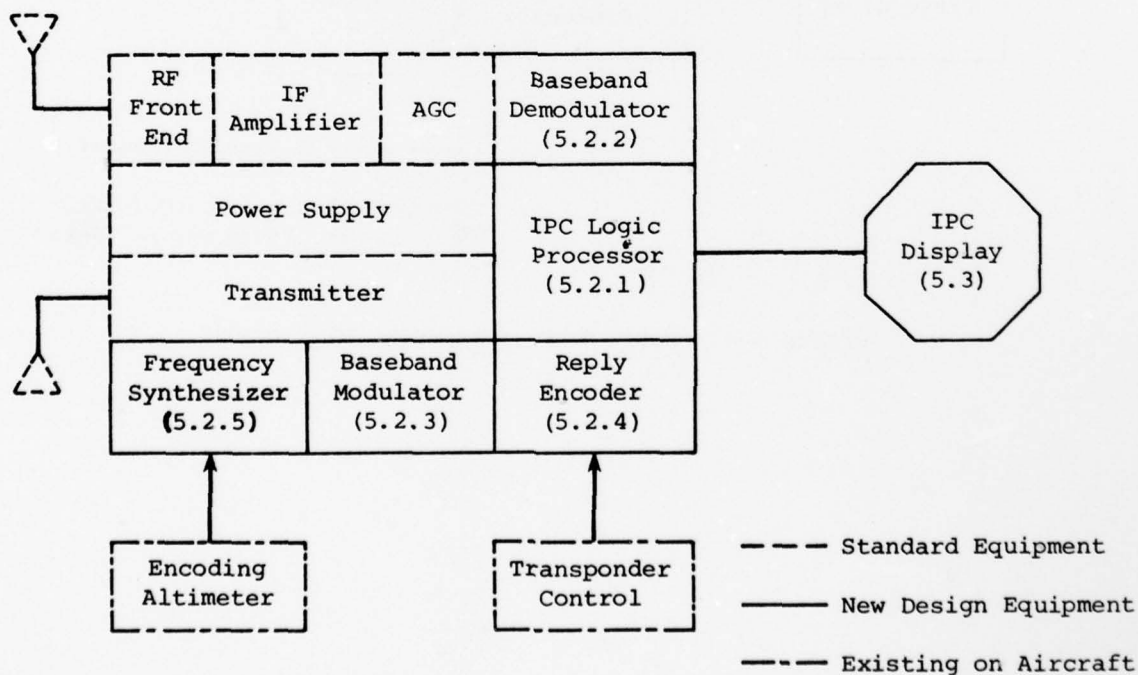 RF
Front
End
IF
Amplifier
AGC
Baseband
Demodulator
(5.2.2)
Power Supply
IPC Logic
Processor
(5.2.1)
Transmitter
IPC
Display
(5.3)
Frequency
Synthesizer
(5.2.5)
Baseband
Modulator
(5.2.3)
Reply
Encoder
(5.2.4)
Encoding
Altimeter
Transponder
Control
Standard Equipment
New Design Equipment
Existing on Aircraft